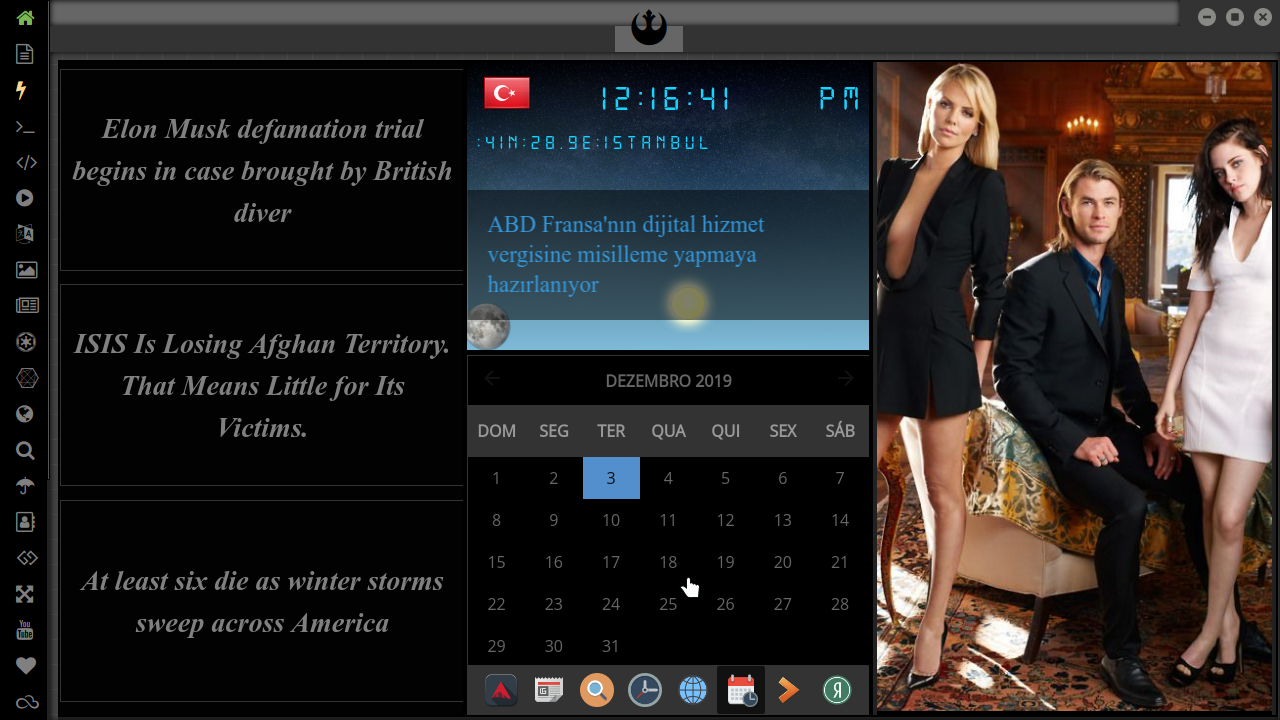 Elon Musk defamation trial
begins in case brought by British
diver
ISIS Is Losing Afghan Territory.
That Means Little for Its
Victims.
At least six die as winter storms
sweep across America
12:16:41 PM
:41N:28.9E:ISTANBUL
ABD Fransa'nın dijital hizmet
vergisine misilleme yapmaya
hazırlanıyor
DEZEMBRO 2019
DOM SEG TER QUA QUI SEX SÁB
1 2 3 4 5 6 7
8 9 10 11 12 13 14
15 16 17 18 19 20 21
22 23 24 25 26 27 28
29 30 31
You
Tube
Я